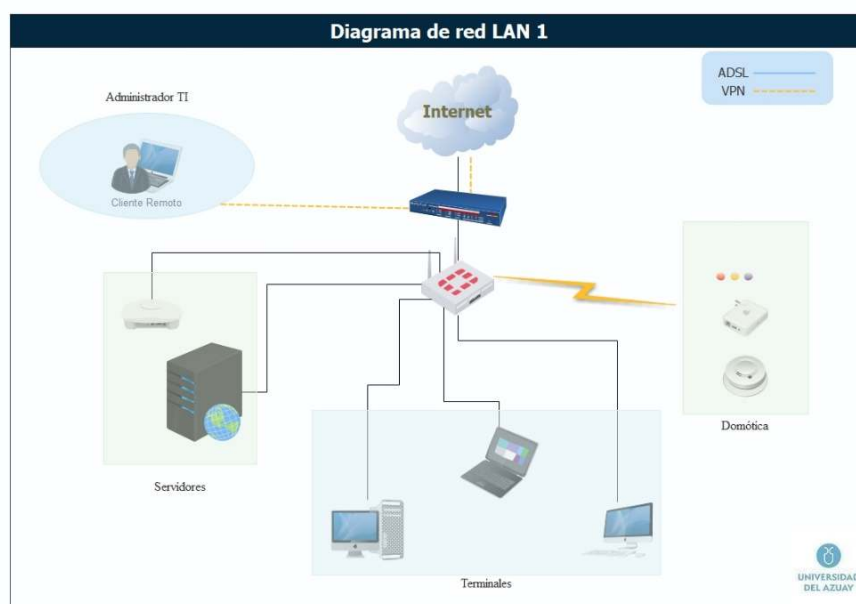 Diagrama de red LAN 1
ADSL
VPN
Administrador TI
Internet
Cliente Remoto
Domótica
Servidores
Terminales
UNIVERSIDAD
DEL AZUAY